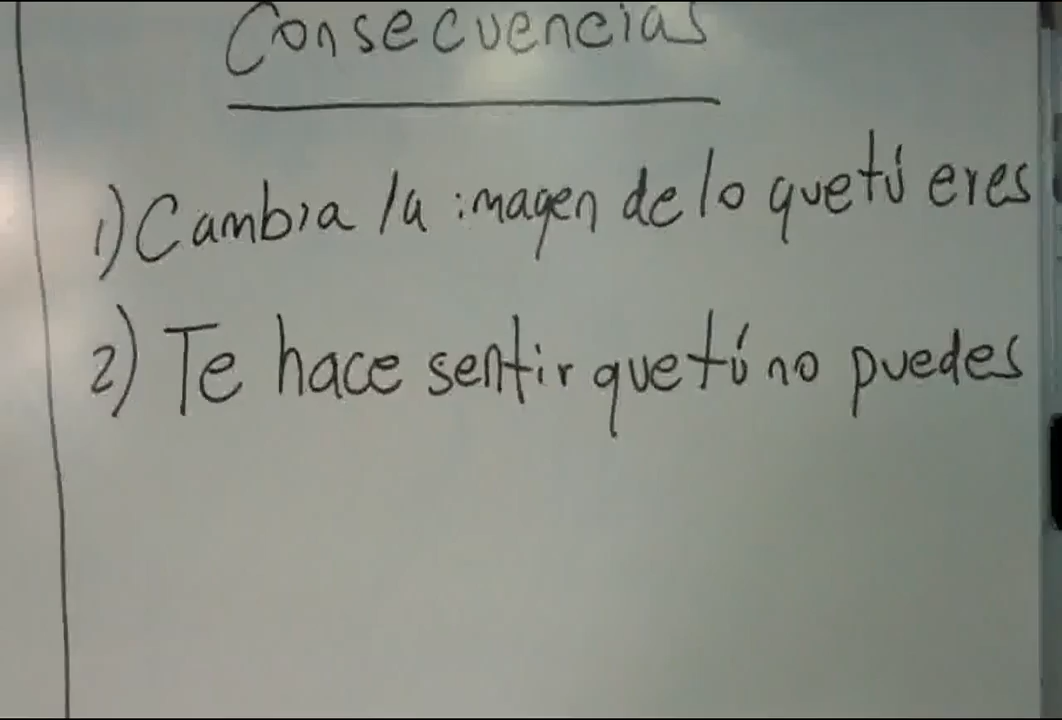 Consecuencias
1) Cambia la imagen de lo que tú eres
2) Te hace sentir que tú no puedes